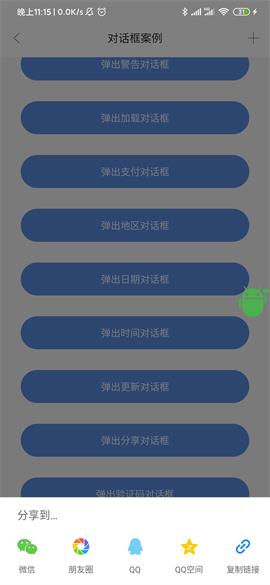 晚上11:15 | 0.0K/s
31
对话框案例
弹出警告对话框
弹出加载对话框
弹出支付对话框
弹出地区对话框
弹出日期对话框
弹出时间对话框
弹出更新对话框
弹出分享对话框
弹出验证码对话框
分享到...
微信 朋友圈 QQ QQ空间 复制链接